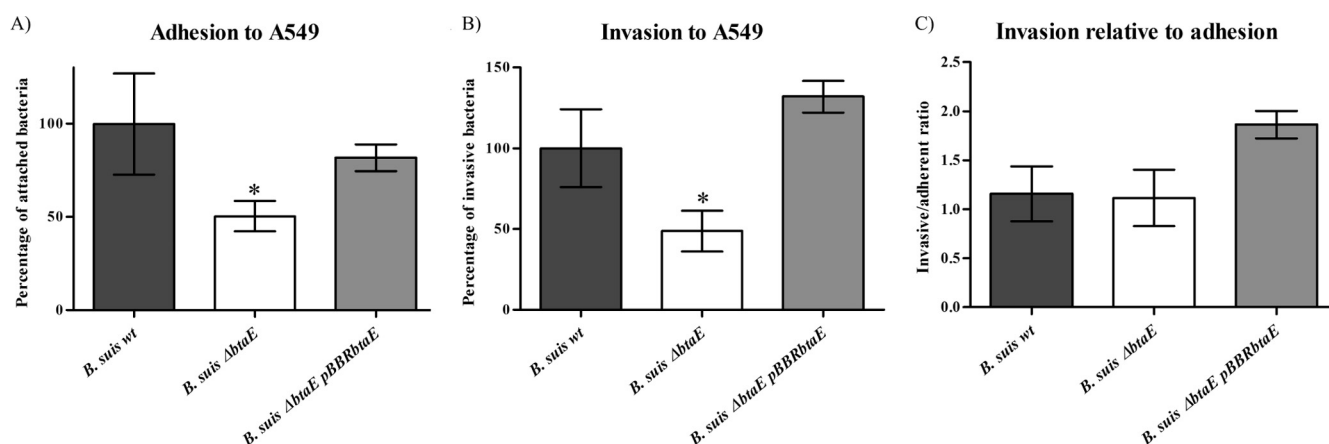 A)
Adhesion to A549
Percentage of attached bacteria
100
50
0
*
B. suis wt
B. suis ΔbtaE
B. suis ΔbtaE pBBRbtaE
B)
Invasion to A549
Percentage of invasive bacteria
150
100
50
0
*
B. suis wt
B. suis ΔbtaE
B. suis ΔbtaE pBBRbtaE
C)
Invasion relative to adhesion
Invasive/adherent ratio
2.5
2.0
1.5
1.0
0.5
0.0
B. suis wt
B. suis ΔbtaE
B. suis ΔbtaE pBBRbtaE